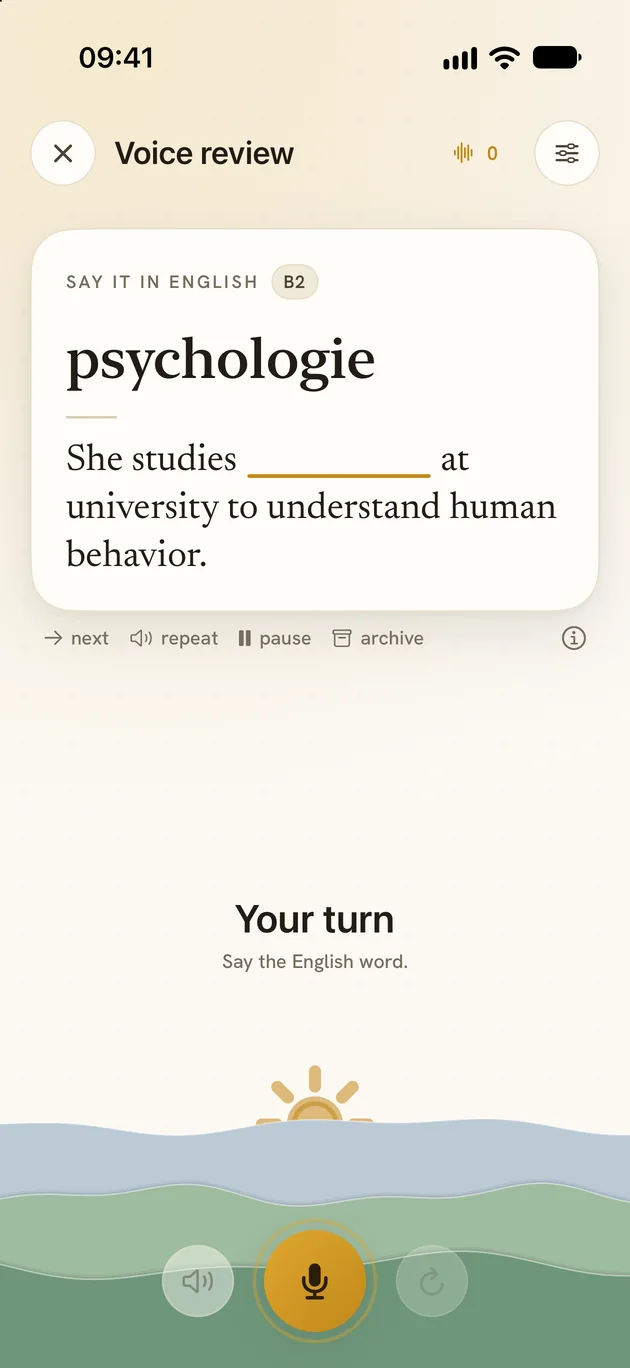 09:41
Voice review
0
SAY IT IN ENGLISH B2
psychologie
She studies __________ at
university to understand human
behavior.
next repeat pause archive
Your turn
Say the English word.